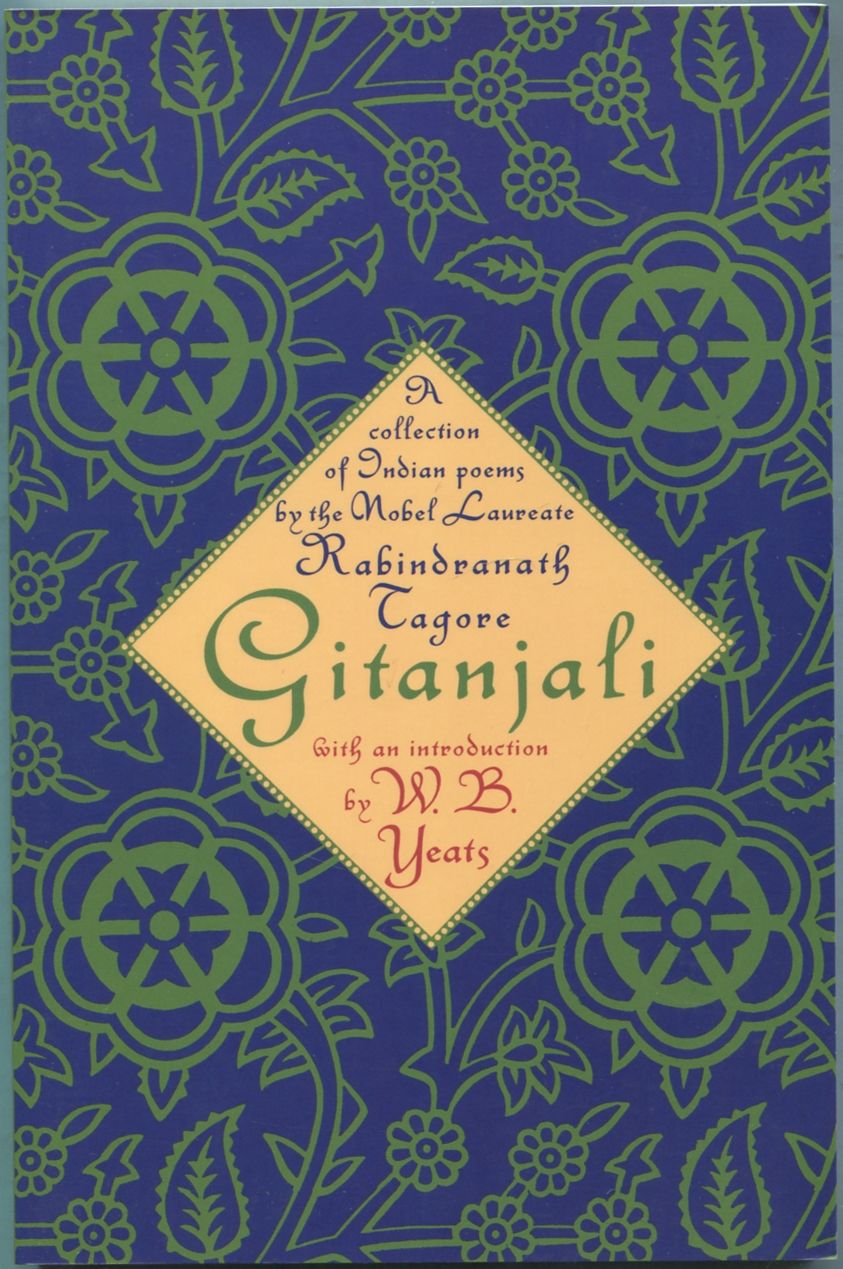 A
collection
of Indian poems
by the Nobel Laureate
Rabindranath
Tagore
Gitanjali
with an introduction
by W. B.
Yeats